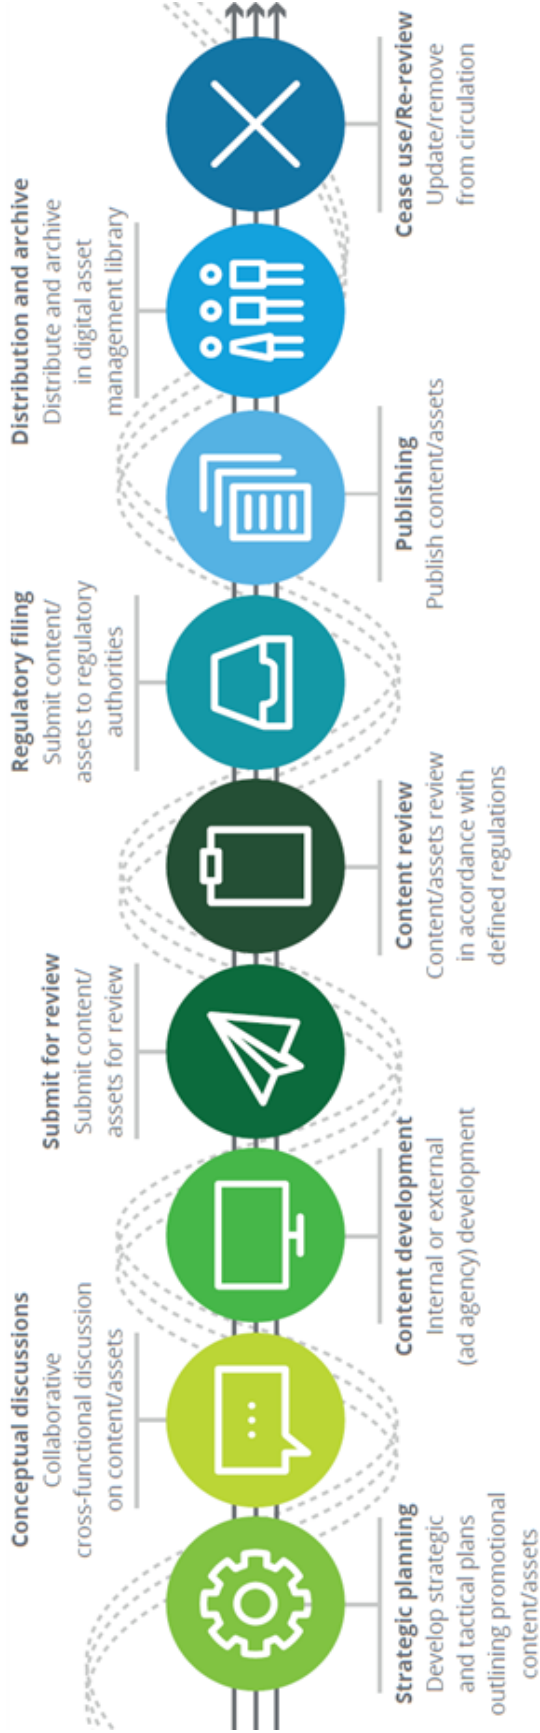 Strategic planning
Develop strategic
and tactical plans
outlining promotional
content/assets
Conceptual discussions
Collaborative
cross-functional discussion
on content/assets
Content development
Internal or external
(ad agency) development
Submit for review
Submit content/
assets for review
Content review
Content/assets review
in accordance with
defined regulations
Regulatory filing
Submit content/
assets to regulatory
authorities
Publishing
Publish content/assets
Distribution and archive
Distribute and archive
in digital asset
management library
Cease use/Re-review
Update/remove
from circulation